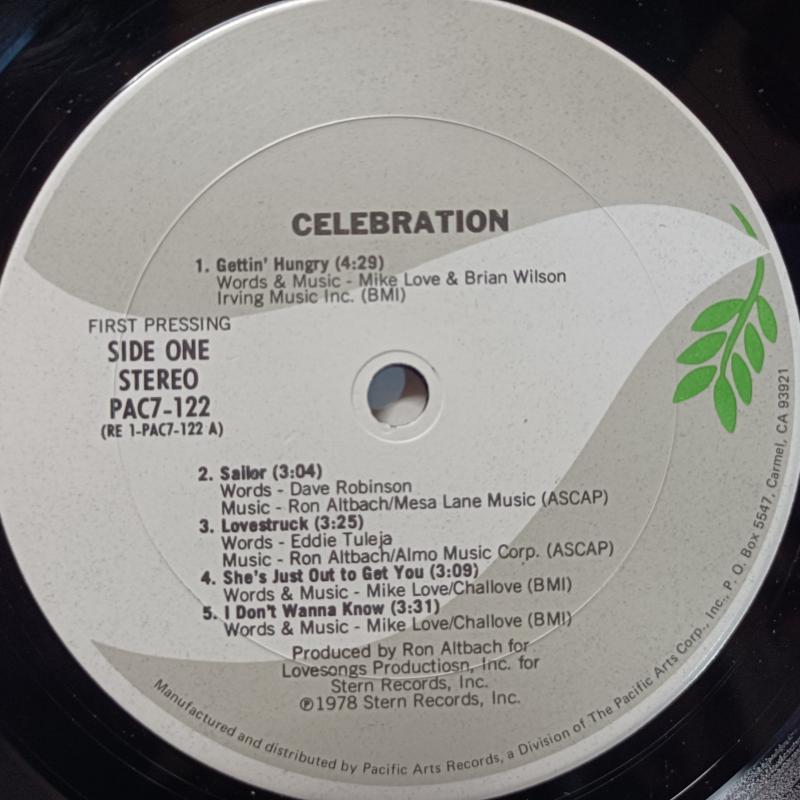 CELEBRATION
1. Gettin' Hungry (4:29)
Words & Music - Mike Love & Brian Wilson
Irving Music Inc. (BMI)
FIRST PRESSING
SIDE ONE
STEREO
PAC7-122
(RE 1-PAC7-122 A)
2. Sailor (3:04)
Words - Dave Robinson
Music - Ron Altbach/Mesa Lane Music (ASCAP)
3. Lovestruck (3:25)
Words - Eddie Tuleja
Music - Ron Altbach/Almo Music Corp. (ASCAP)
4. She's Just Out to Get You (3:09)
Words & Music - Mike Love/Challove (BMI)
5. I Don't Wanna Know (3:31)
Words & Music - Mike Love/Challove (BMI)
Produced by Ron Altbach for
Lovesongs Productiosn, Inc. for
Stern Records, Inc.
℗1978 Stern Records, Inc.
Manufactured and distributed by Pacific Arts Records, a Division of The Pacific Arts Corp., Inc., P. O. Box 5547, Carmel, CA 93921